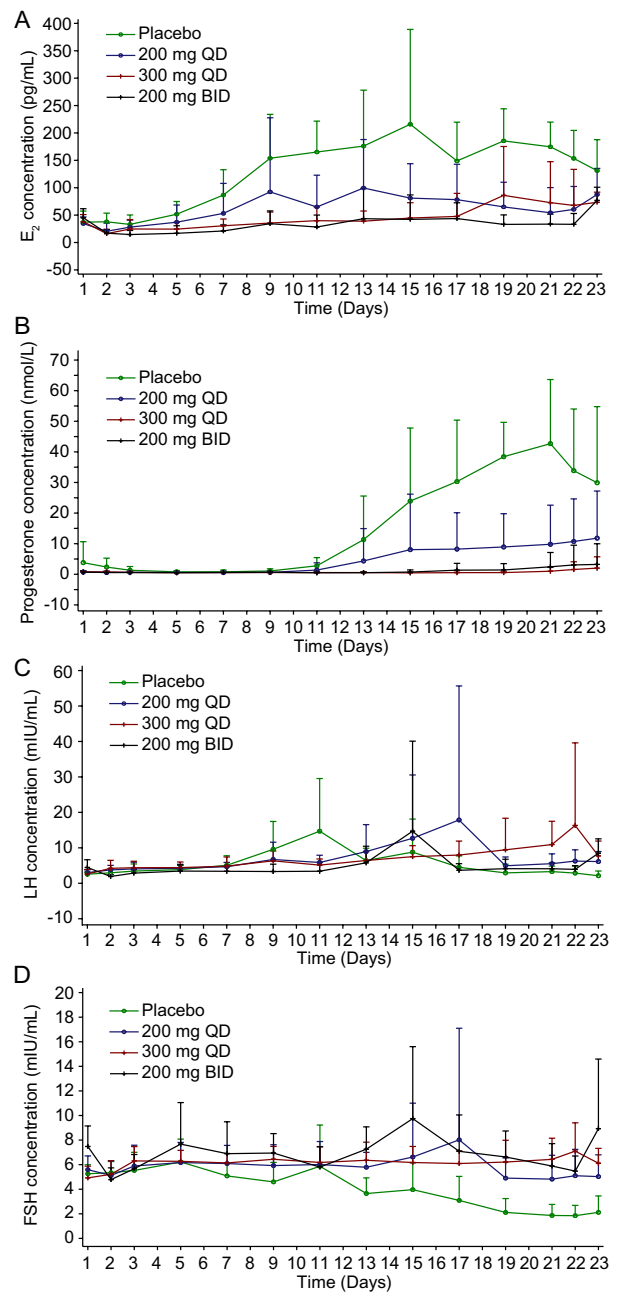 A
E2 concentration (pg/mL)
400
350
300
250
200
150
100
50
0
-50
Placebo
200 mg QD
300 mg QD
200 mg BID
1 2 3 4 5 6 7 8 9 10 11 12 13 14 15 16 17 18 19 20 21 22 23
Time (Days)
B
Progesterone concentration (nmol/L)
70
60
50
40
30
20
10
0
-10
Placebo
200 mg QD
300 mg QD
200 mg BID
1 2 3 4 5 6 7 8 9 10 11 12 13 14 15 16 17 18 19 20 21 22 23
Time (Days)
C
LH concentration (mIU/mL)
60
50
40
30
20
10
0
-10
Placebo
200 mg QD
300 mg QD
200 mg BID
1 2 3 4 5 6 7 8 9 10 11 12 13 14 15 16 17 18 19 20 21 22 23
Time (Days)
D
FSH concentration (mIU/mL)
20
18
16
14
12
10
8
6
4
2
0
Placebo
200 mg QD
300 mg QD
200 mg BID
1 2 3 4 5 6 7 8 9 10 11 12 13 14 15 16 17 18 19 20 21 22 23
Time (Days)